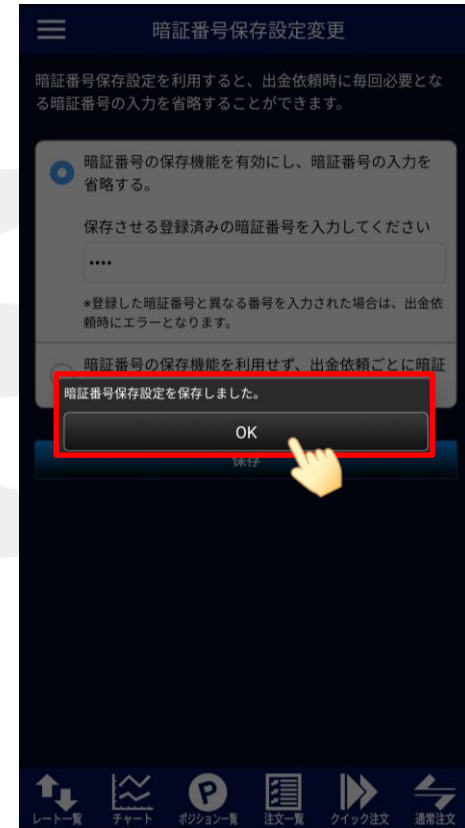 暗証番号保存設定変更
暗証番号保存設定を利用すると、出金依頼時に毎回必要とな
る暗証番号の入力を省略することができます。
暗証番号の保存機能を有効にし、暗証番号の入力を
省略する。
保存させる登録済みの暗証番号を入力してください
••••
※登録した暗証番号と異なる番号を入力された場合は、出金依
頼時にエラーとなります。
暗証番号の保存機能を利用せず、出金依頼ごとに暗証
暗証番号保存設定を保存しました。
OK
保存
レート一覧 チャート ポジション一覧 注文一覧 クイック注文 通常注文